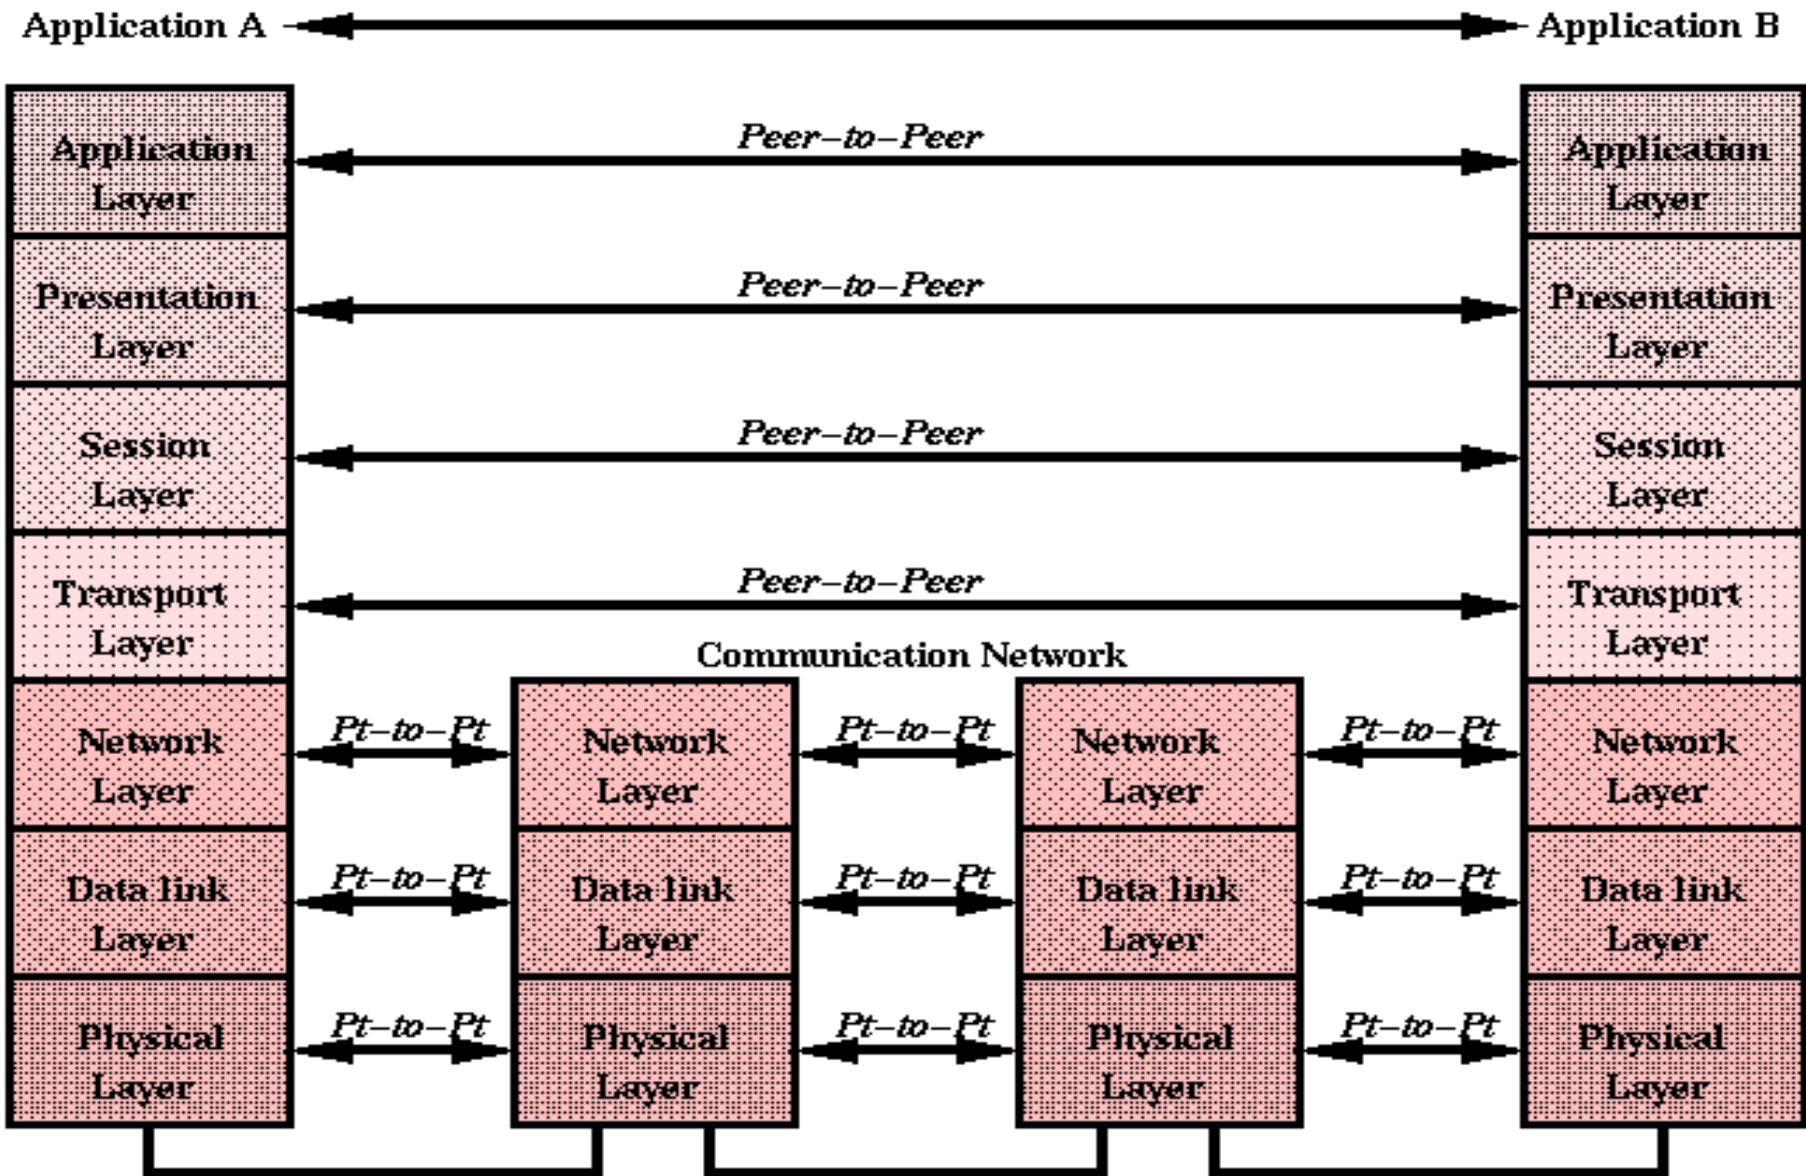 Application A
Application B
Application
Layer
Peer-to-Peer
Application
Layer
Presentation
Layer
Peer-to-Peer
Presentation
Layer
Session
Layer
Peer-to-Peer
Session
Layer
Transport
Layer
Peer-to-Peer
Transport
Layer
Communication Network
Network
Layer
Pt-to-Pt
Network
Layer
Pt-to-Pt
Network
Layer
Pt-to-Pt
Network
Layer
Data link
Layer
Pt-to-Pt
Data link
Layer
Pt-to-Pt
Data link
Layer
Pt-to-Pt
Data link
Layer
Physical
Layer
Pt-to-Pt
Physical
Layer
Pt-to-Pt
Physical
Layer
Pt-to-Pt
Physical
Layer